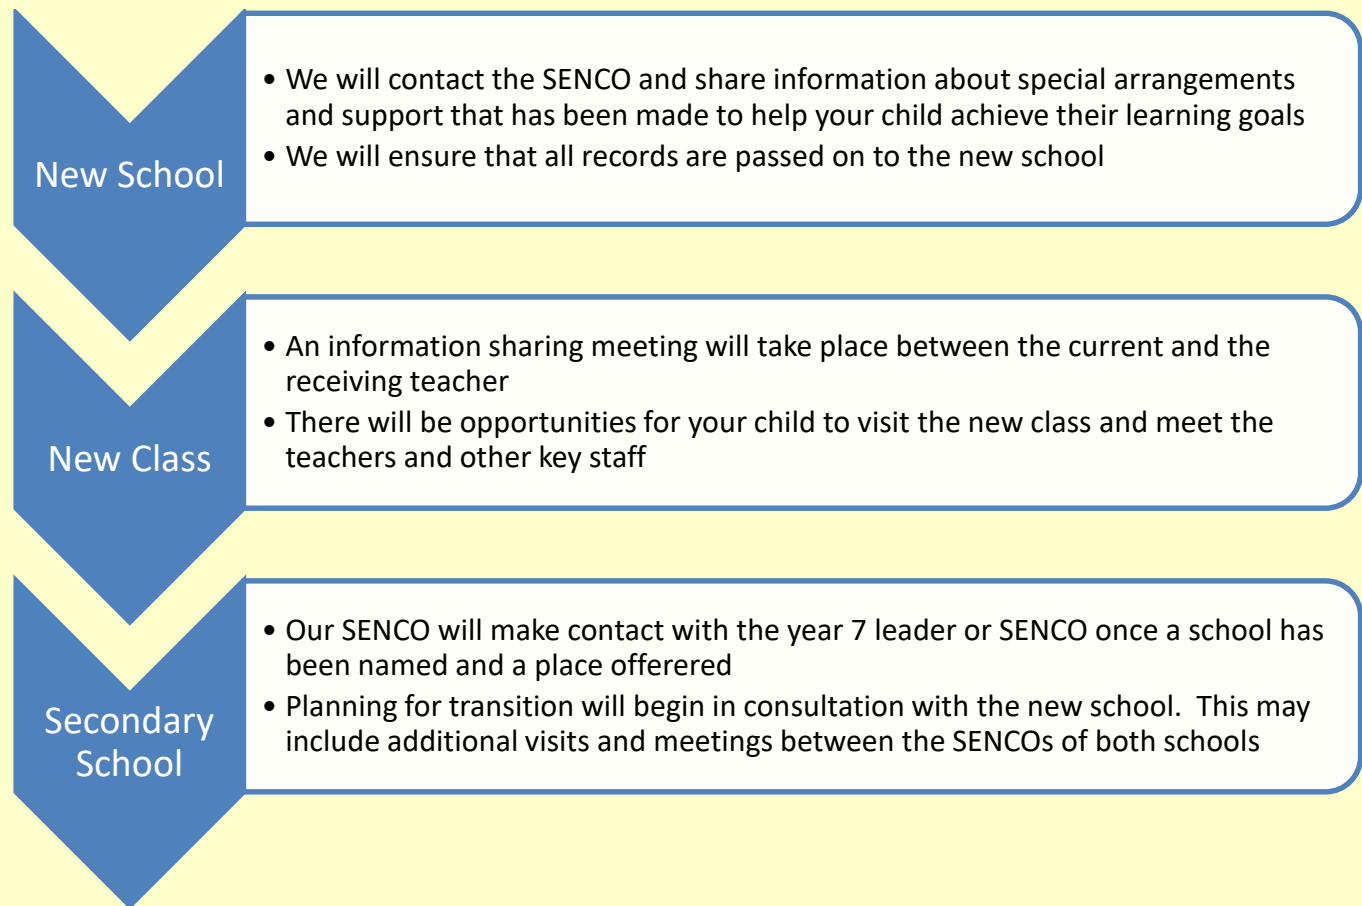 New School
• We will contact the SENCO and share information about special arrangements
and support that has been made to help your child achieve their learning goals
• We will ensure that all records are passed on to the new school
New Class
• An information sharing meeting will take place between the current and the
receiving teacher
• There will be opportunities for your child to visit the new class and meet the
teachers and other key staff
Secondary
School
• Our SENCO will make contact with the year 7 leader or SENCO once a school has
been named and a place offerered
• Planning for transition will begin in consultation with the new school.  This may
include additional visits and meetings between the SENCOs of both schools